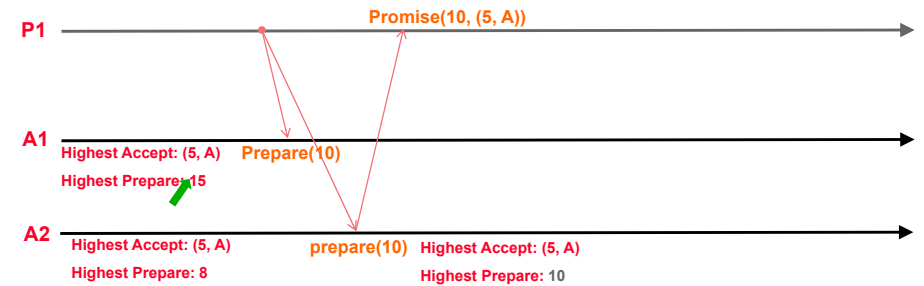 Promise(10, (5, A))
P1
A1
Highest Accept: (5, A)
Prepare(10)
Highest Prepare: 15
A2
Highest Accept: (5, A)
prepare(10)
Highest Accept: (5, A)
Highest Prepare: 8
Highest Prepare: 10